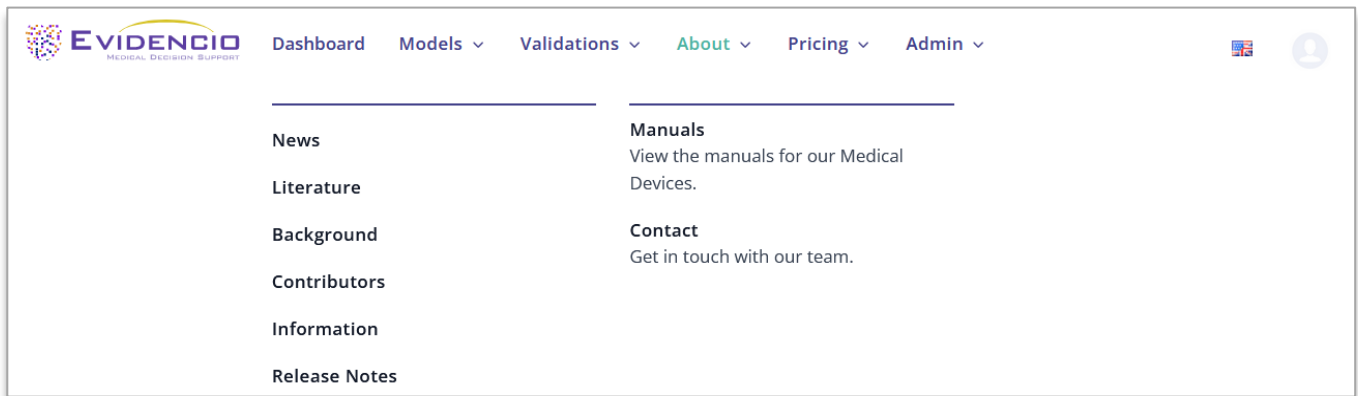 EVIDENCIO
MEDICAL DECISION SUPPORT
Dashboard Models Validations About Pricing Admin
News
Literature
Background
Contributors
Information
Release Notes
Manuals
View the manuals for our Medical
Devices.
Contact
Get in touch with our team.